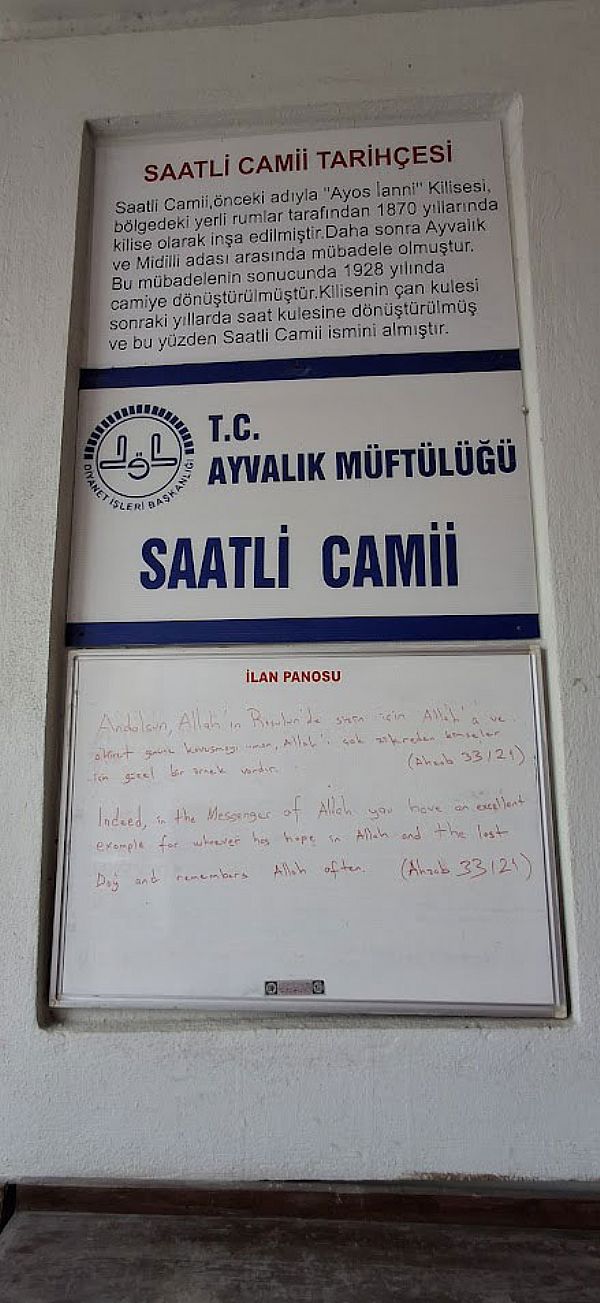 SAATLİ CAMİİ TARİHÇESİ
Saatli Camii,önceki adıyla "Ayos İanni" Kilisesi,
bölgedeki yerli rumlar tarafından 1870 yıllarında
kilise olarak inşa edilmiştir.Daha sonra Ayvalık
ve Midilli adası arasında mübadele olmuştur.
Bu mübadelenin sonucunda 1928 yılında
camiye dönüştürülmüştür.Kilisenin çan kulesi
sonraki yıllarda saat kulesine dönüştürülmüş
ve bu yüzden Saatli Camii ismini almıştır.
DİYANET İŞLERİ BAŞKANLIĞI
T.C.
AYVALIK MÜFTÜLÜĞÜ
SAATLİ CAMİİ
İLAN PANOSU
Andolsun, Allah'ın Rasulun'de sizin için Allah'a ve
ahiret gününe kavuşmayı uman, Allah'ı çok zikreden kimseler
için güzel bir örnek vardır. (Ahzab 33/21)
Indeed, in the Messenger of Allah you have an excellent
example for whoever has hope in Allah and the last
Day and remembers Allah often. (Ahzab 33/21)